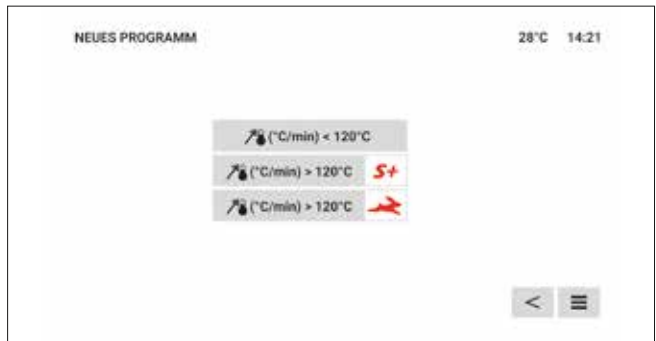 NEUES PROGRAMM 28°C 14:21
(°C/min) < 120°C
(°C/min) > 120°C S+
(°C/min) > 120°C
<